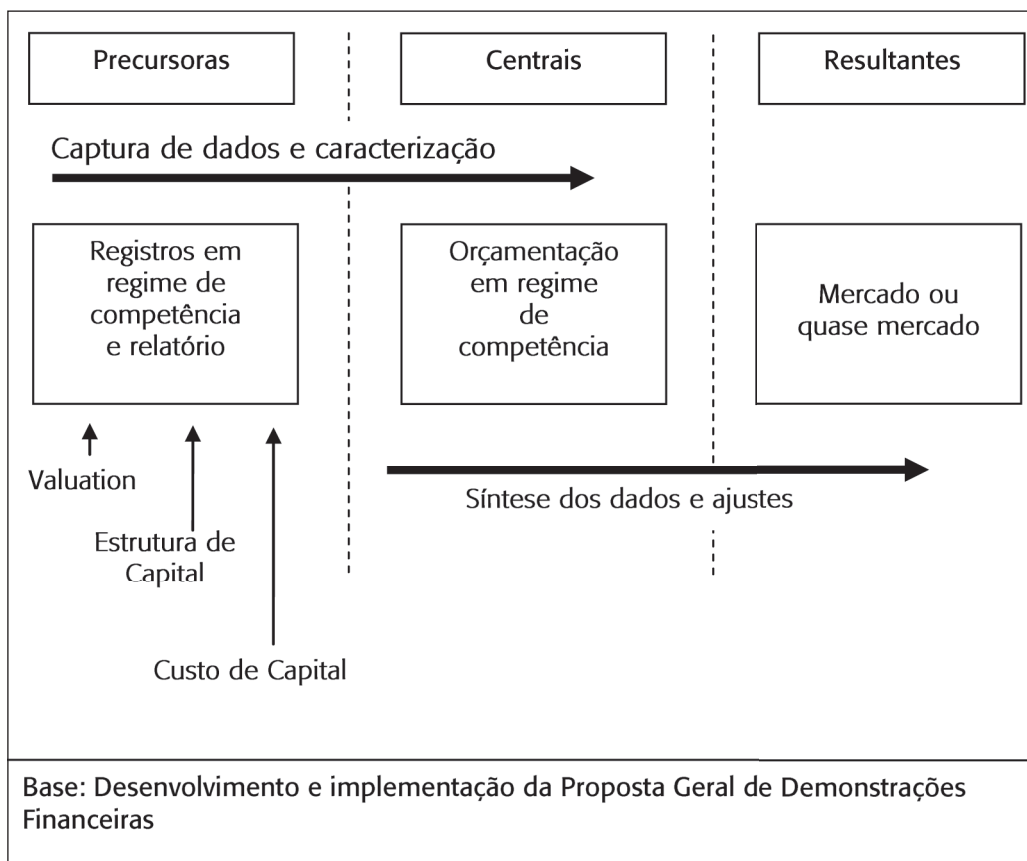 Precursoras
Centrais
Resultantes
Captura de dados e caracterização
Registros em
regime de
competência
e relatório
Orçamentação
em regime
de
competência
Mercado ou
quase mercado
Valuation
Síntese dos dados e ajustes
Estrutura de
Capital
Custo de Capital
Base: Desenvolvimento e implementação da Proposta Geral de Demonstrações
Financeiras